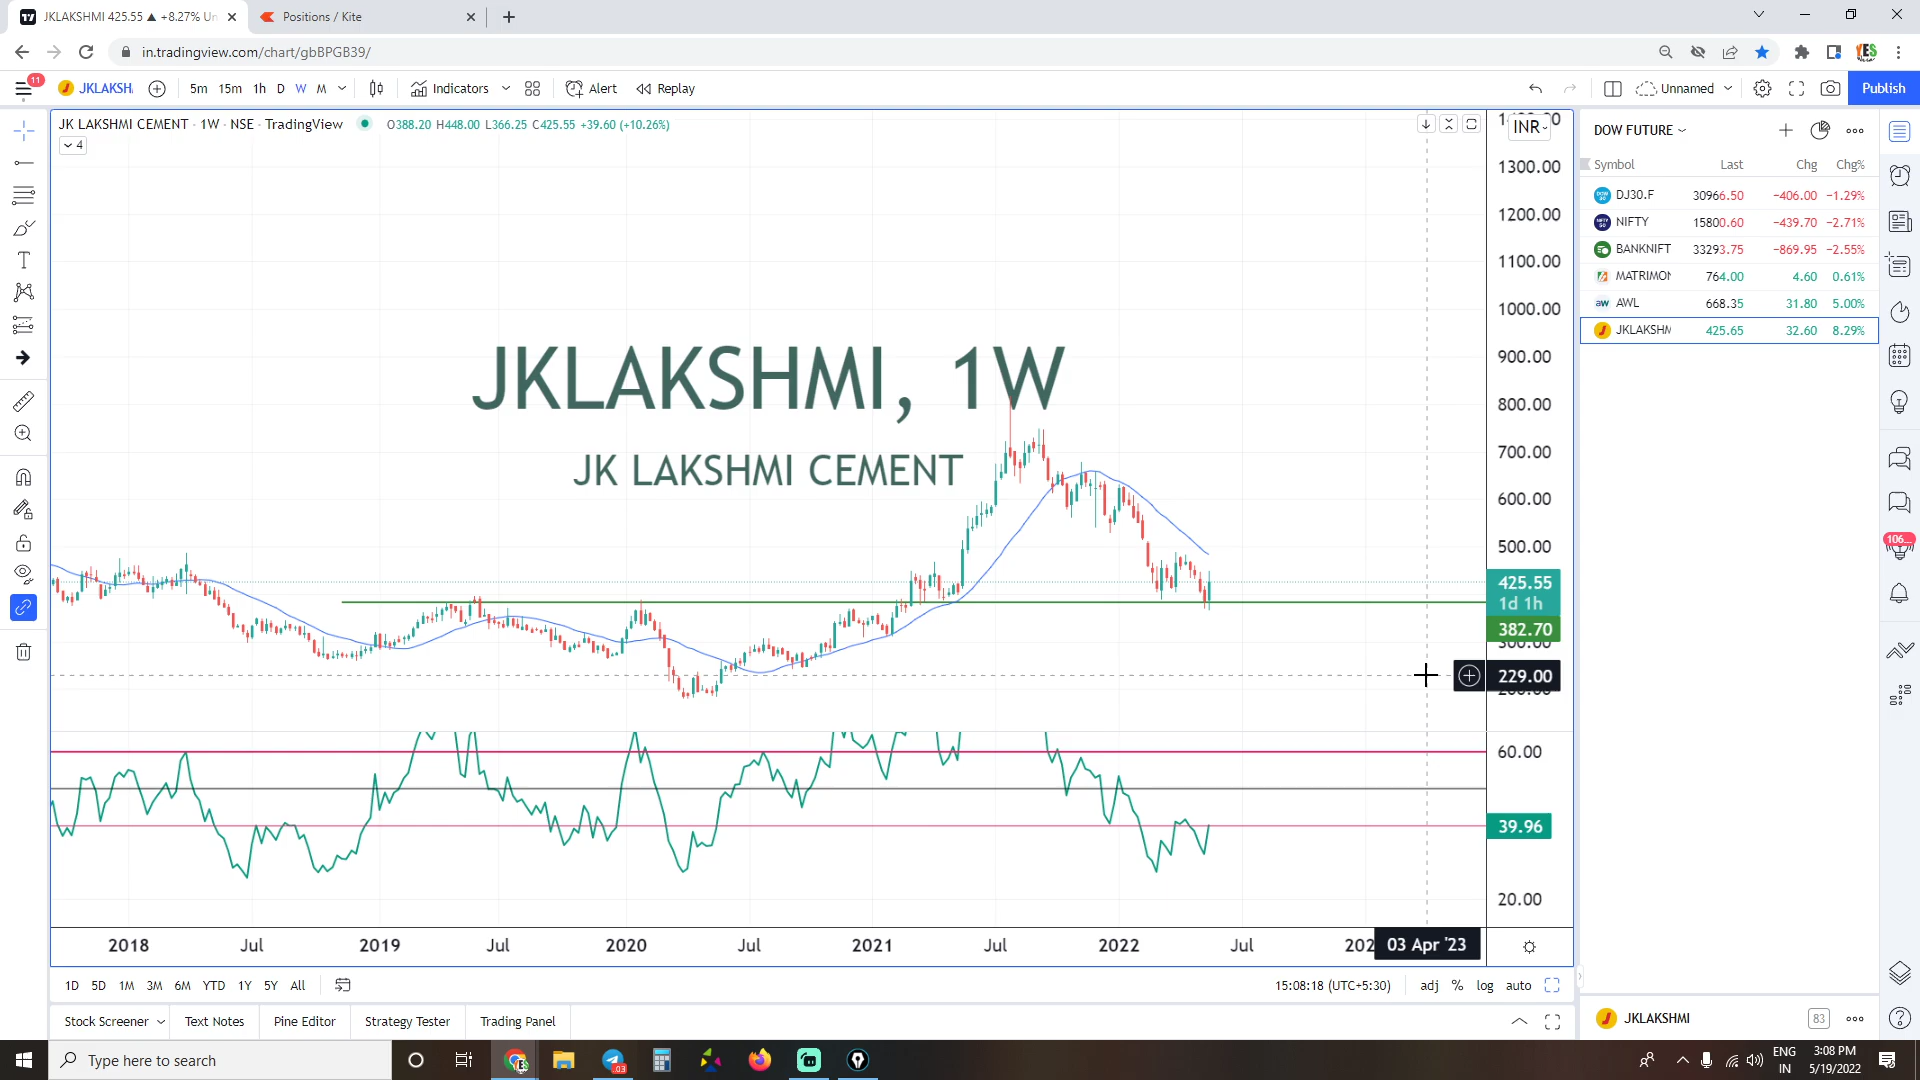 JKLAKSHMI 425.55 ▲ +8.27% Un
Positions / Kite
in.tradingview.com/chart/gbBPGB39/
11
JKLAKSH
5m 15m 1h D W M
Indicators
Alert
Replay
Unnamed
Publish
JK LAKSHMI CEMENT · 1W · NSE · TradingView
O388.20 H448.00 L366.25 C425.55 +39.60 (+10.26%)
4
INR
1300.00
1200.00
1100.00
1000.00
900.00
800.00
700.00
600.00
500.00
425.55
1d 1h
382.70
300.00
229.00
JKLAKSHMI, 1W
JK LAKSHMI CEMENT
60.00
39.96
20.00
2018 Jul 2019 Jul 2020 Jul 2021 Jul 2022 Jul 202 03 Apr '23
1D 5D 1M 3M 6M YTD 1Y 5Y All
15:08:18 (UTC+5:30)
adj % log auto
Stock Screener Text Notes Pine Editor Strategy Tester Trading Panel
DOW FUTURE
Symbol Last Chg Chg%
DJ30.F 30966.50 −406.00 −1.29%
NIFTY 15800.60 −439.70 −2.71%
BANKNIFT 33293.75 −869.95 −2.55%
MATRIMON 764.00 4.60 0.61%
AWL 668.35 31.80 5.00%
JKLAKSHM 425.65 32.60 8.29%
106
JKLAKSHMI
83
Type here to search
ENG
IN
3:08 PM
5/19/2022